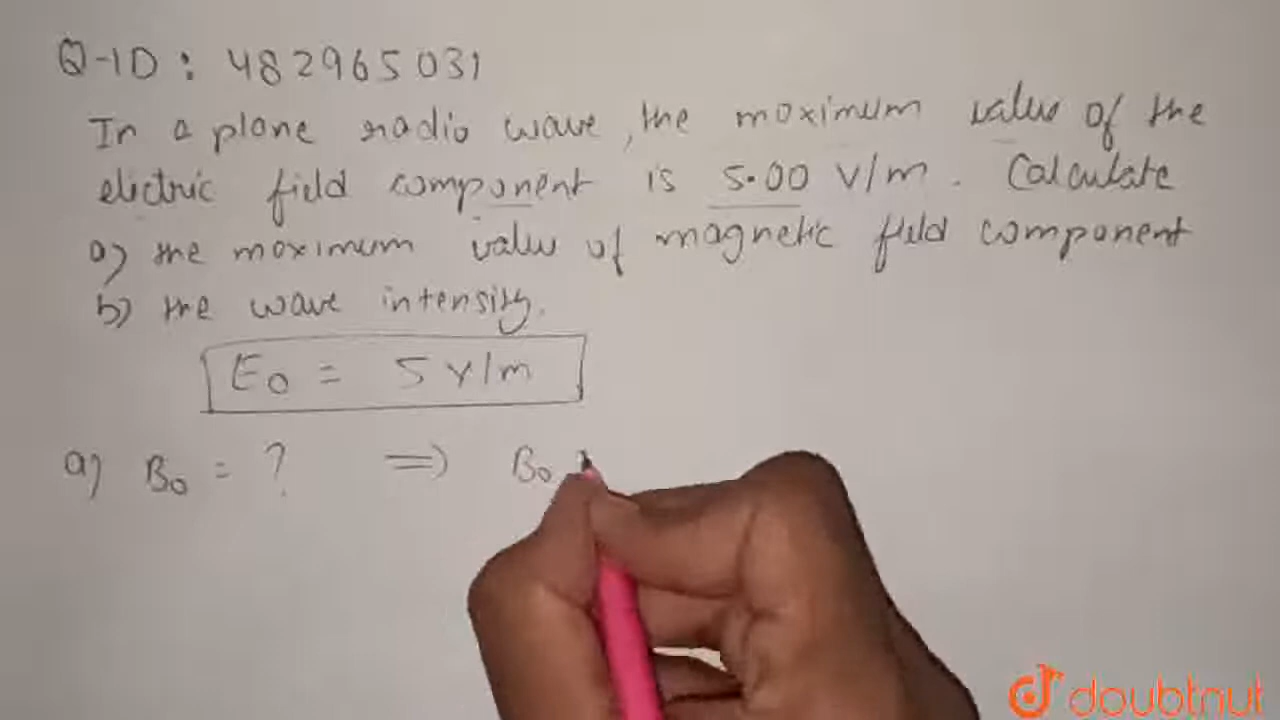 Q-ID : 482965031
In a plane radio wave, the maximum value of the
electric field component is 5.00 V/m. Calculate
a) the maximum value of magnetic field component
b) the wave intensity.
E0 = 5 V/m
a) B0 = ? ⇒ B0
doubtnut